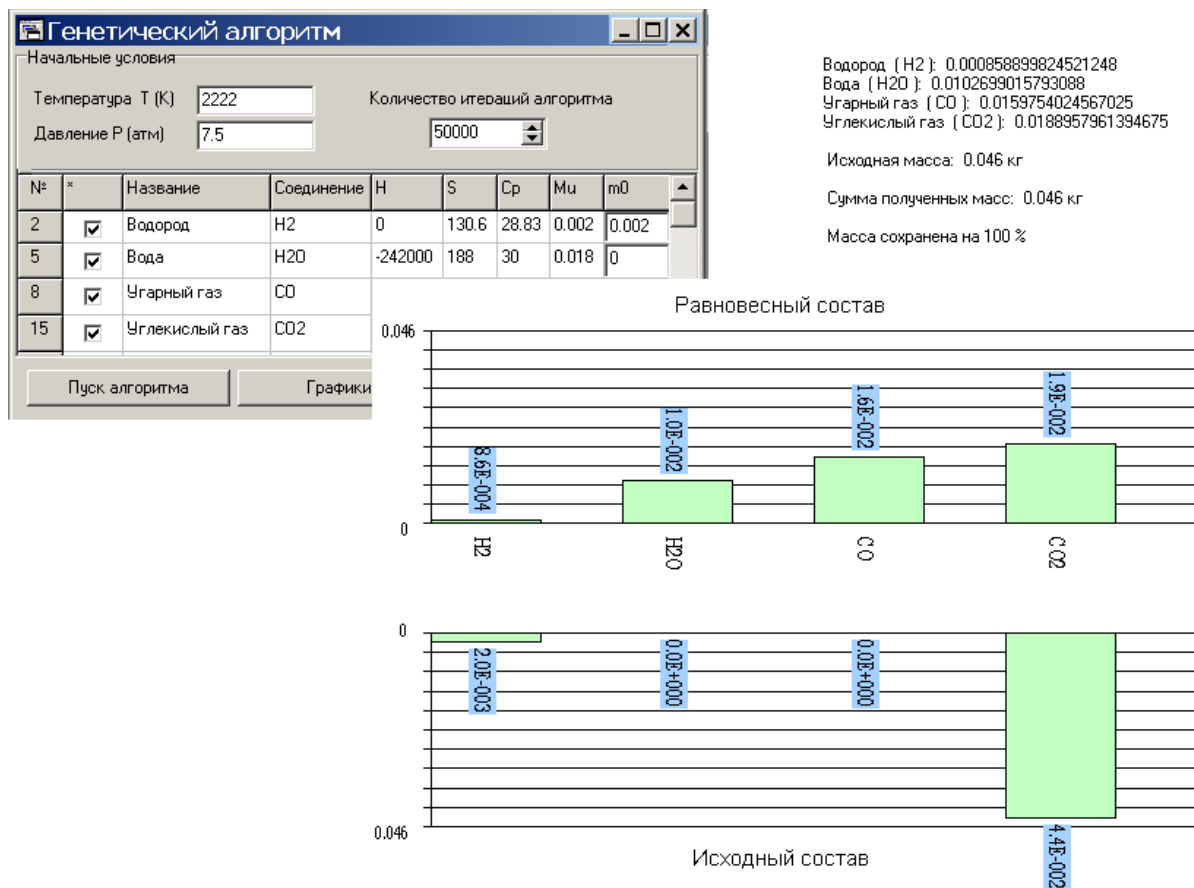 Генетический алгоритм
Начальные условия
Температура T (K) 2222
Количество итераций алгоритма
Давление P (атм) 7.5
50000
№ * Название Соединение H S Cp Mu m0
2 Водород H2 0 130.6 28.83 0.002 0.002
5 Вода H2O -242000 188 30 0.018 0
8 Угарный газ CO
15 Углекислый газ CO2
Пуск алгоритма
Графики
Водород ( H2 ): 0.000858899824521248
Вода ( H2O ): 0.0102699015793088
Угарный газ ( CO ): 0.0159754024567025
Углекислый газ ( CO2 ): 0.0188957961394675
Исходная масса: 0.046 кг
Сумма полученных масс: 0.046 кг
Масса сохранена на 100 %
Равновесный состав
0.046
8.6E-004
1.0E-002
1.6E-002
1.9E-002
0
H2
H2O
CO
CO2
0
2.0E-003
0.0E+000
0.0E+000
4.4E-002
0.046
Исходный состав